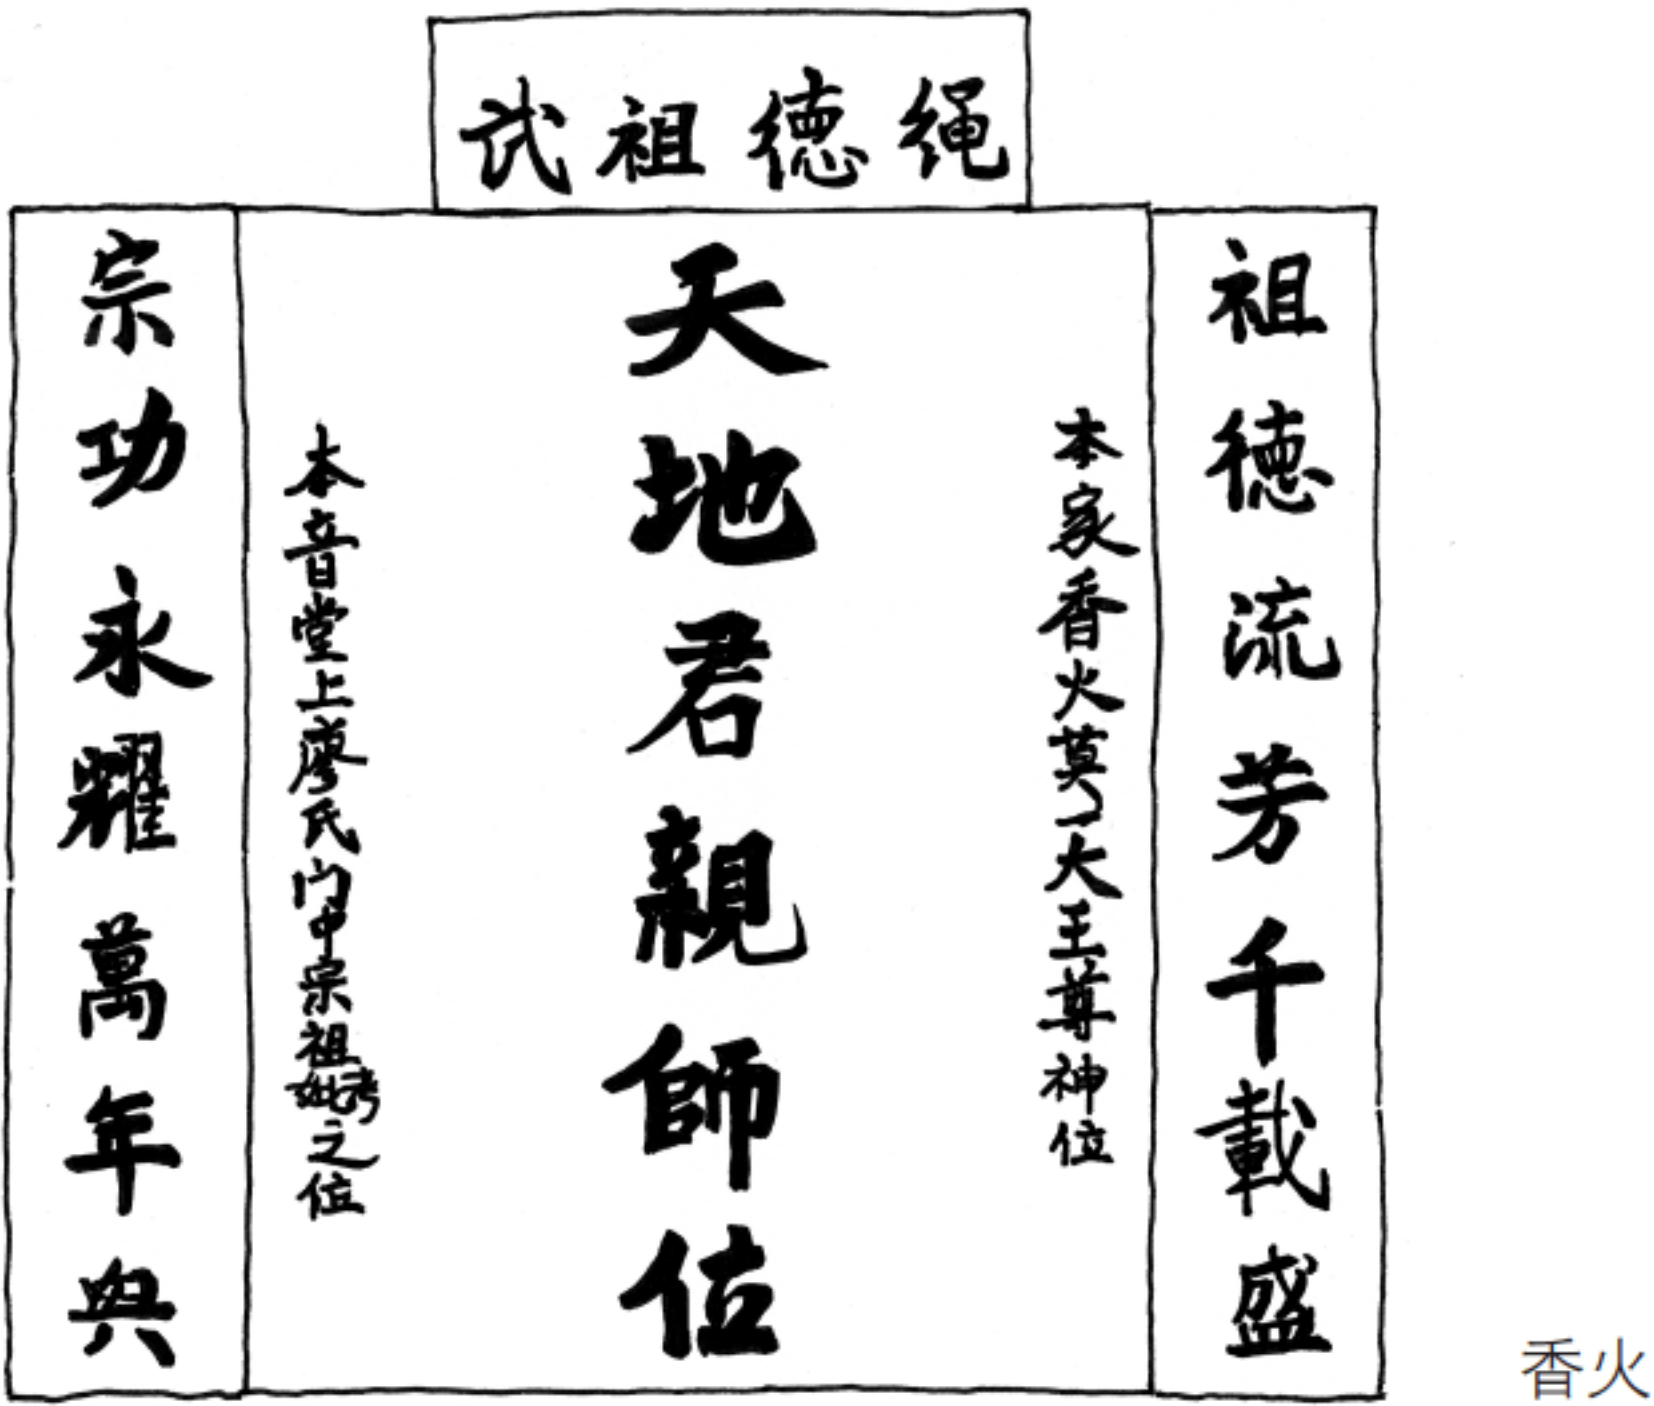 绳德祖武
祖德流芳千載盛
本家香火莫一大王尊神位
天地君親師位
本音堂上廖氏门中宗祖考妣之位
宗功永耀萬年興
香火